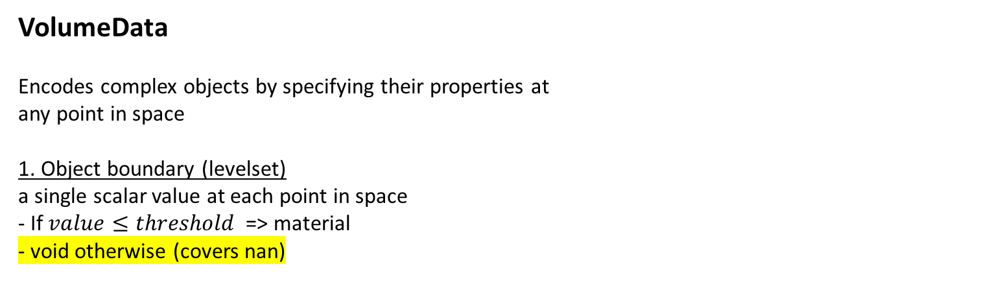 VolumeData
Encodes complex objects by specifying their properties at
any point in space
1. Object boundary (levelset)
a single scalar value at each point in space
- If value ≤ threshold => material
- void otherwise (covers nan)